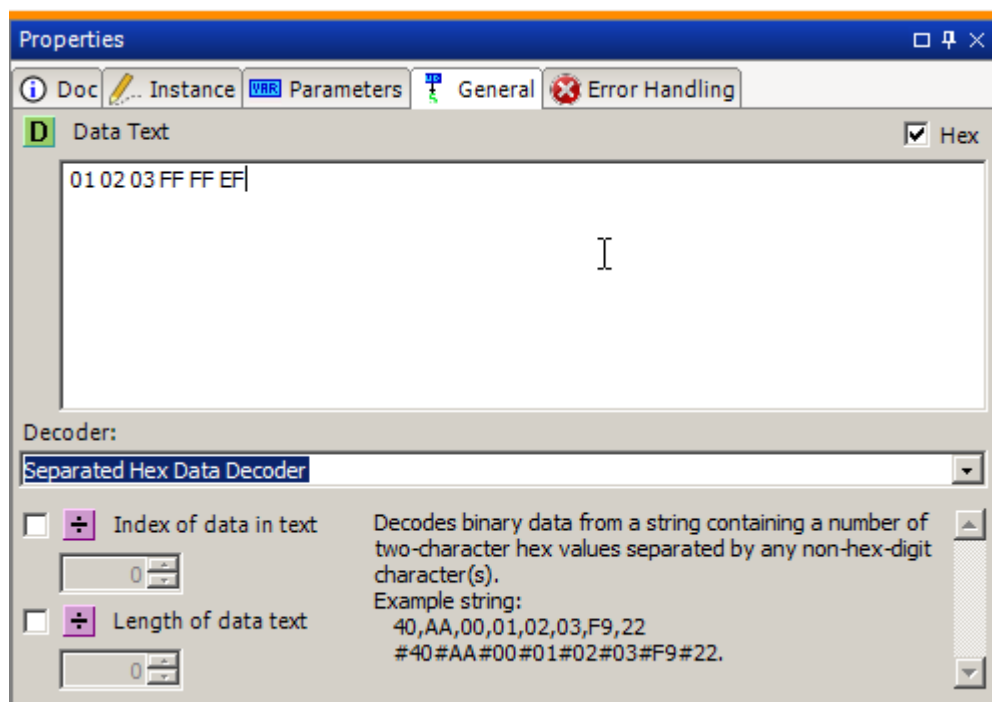 Properties
Doc Instance VAR Parameters General Error Handling
D Data Text Hex
01 02 03 FF FF EF
Decoder:
Separated Hex Data Decoder
Index of data in text
0
Length of data text
0
Decodes binary data from a string containing a number of
two-character hex values separated by any non-hex-digit
character(s).
Example string:
40,AA,00,01,02,03,F9,22
#40#AA#00#01#02#03#F9#22.